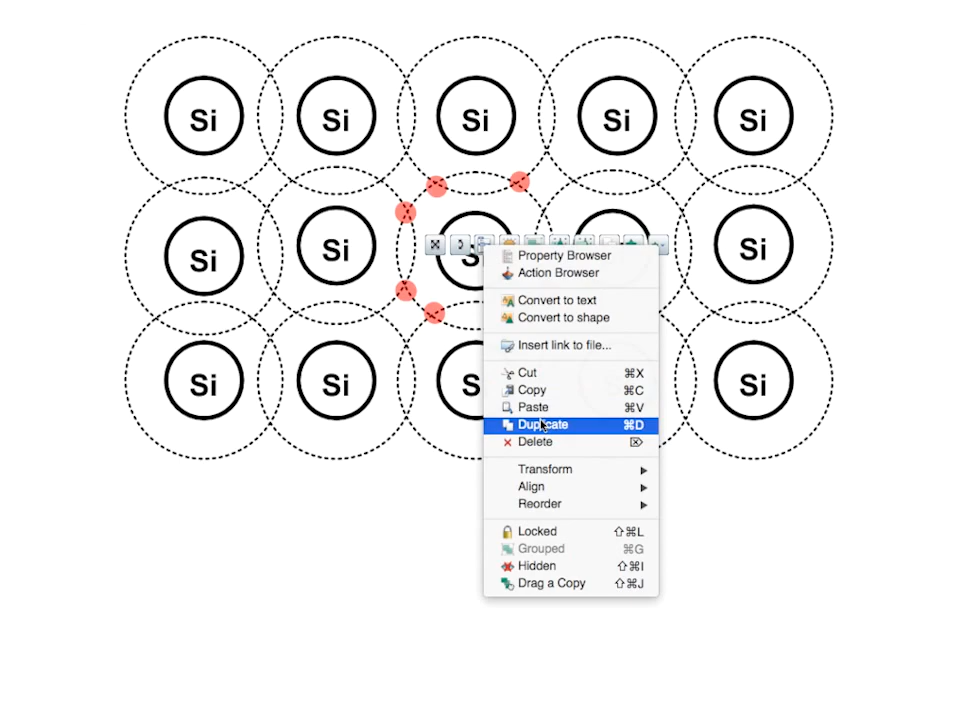 Si Si Si Si Si
Si Si Si
Si Si Si
Property Browser
Action Browser
Convert to text
Convert to shape
Insert link to file...
Cut ⌘X
Copy ⌘C
Paste ⌘V
Duplicate ⌘D
Delete ⌦
Transform
Align
Reorder
Locked ⇧⌘L
Grouped ⌘G
Hidden ⇧⌘I
Drag a Copy ⇧⌘J